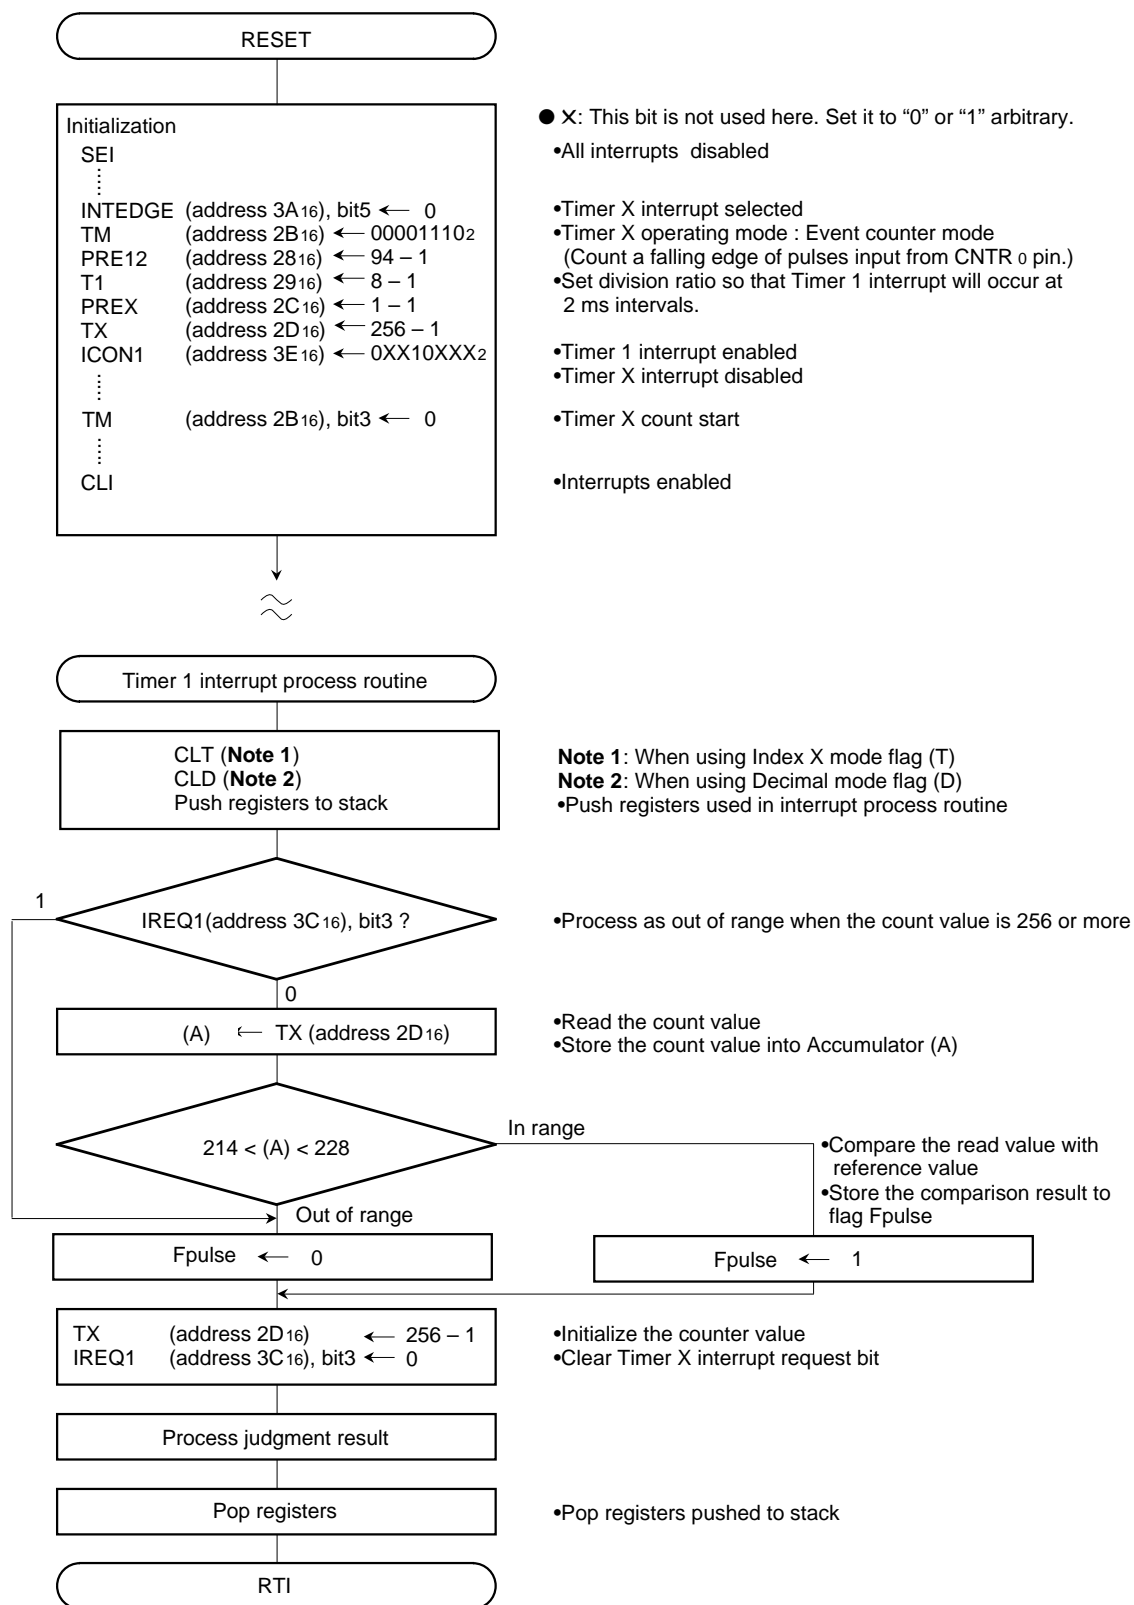 RESET
● ×: This bit is not used here. Set it to “0” or “1” arbitrary.
Initialization
SEI •All interrupts disabled
INTEDGE (address 3A16), bit5 ← 0 •Timer X interrupt selected
TM (address 2B16) ← 000011102 •Timer X operating mode : Event counter mode
PRE12 (address 2816) ← 94 – 1 (Count a falling edge of pulses input from CNTR 0 pin.)
T1 (address 2916) ← 8 – 1 •Set division ratio so that Timer 1 interrupt will occur at
PREX (address 2C16) ← 1 – 1 2 ms intervals.
TX (address 2D16) ← 256 – 1
ICON1 (address 3E16) ← 0XX10XXX2 •Timer 1 interrupt enabled
•Timer X interrupt disabled
TM (address 2B16), bit3 ← 0 •Timer X count start
CLI •Interrupts enabled
Timer 1 interrupt process routine
CLT (Note 1) Note 1: When using Index X mode flag (T)
CLD (Note 2) Note 2: When using Decimal mode flag (D)
Push registers to stack •Push registers used in interrupt process routine
1
IREQ1(address 3C16), bit3 ? •Process as out of range when the count value is 256 or more
0
(A) ← TX (address 2D16) •Read the count value
•Store the count value into Accumulator (A)
In range
214 < (A) < 228 •Compare the read value with
reference value
•Store the comparison result to
Out of range flag Fpulse
Fpulse ← 0 Fpulse ← 1
TX (address 2D16) ← 256 – 1 •Initialize the counter value
IREQ1 (address 3C16), bit3 ← 0 •Clear Timer X interrupt request bit
Process judgment result
Pop registers •Pop registers pushed to stack
RTI